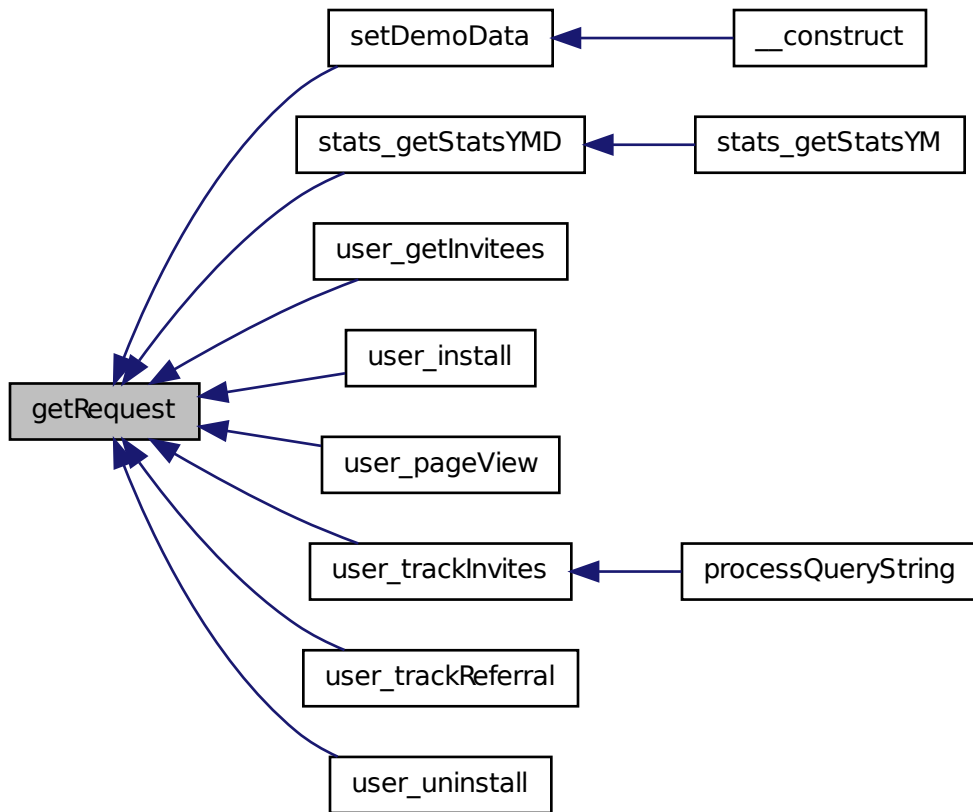 setDemoData
__construct
stats_getStatsYMD
stats_getStatsYM
user_getInvitees
user_install
getRequest
user_pageView
user_trackInvites
processQueryString
user_trackReferral
user_uninstall